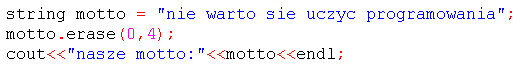 string motto = "nie warto sie uczyc programowania";
motto.erase(0,4);
cout<<"nasze motto:"<<motto<<endl;